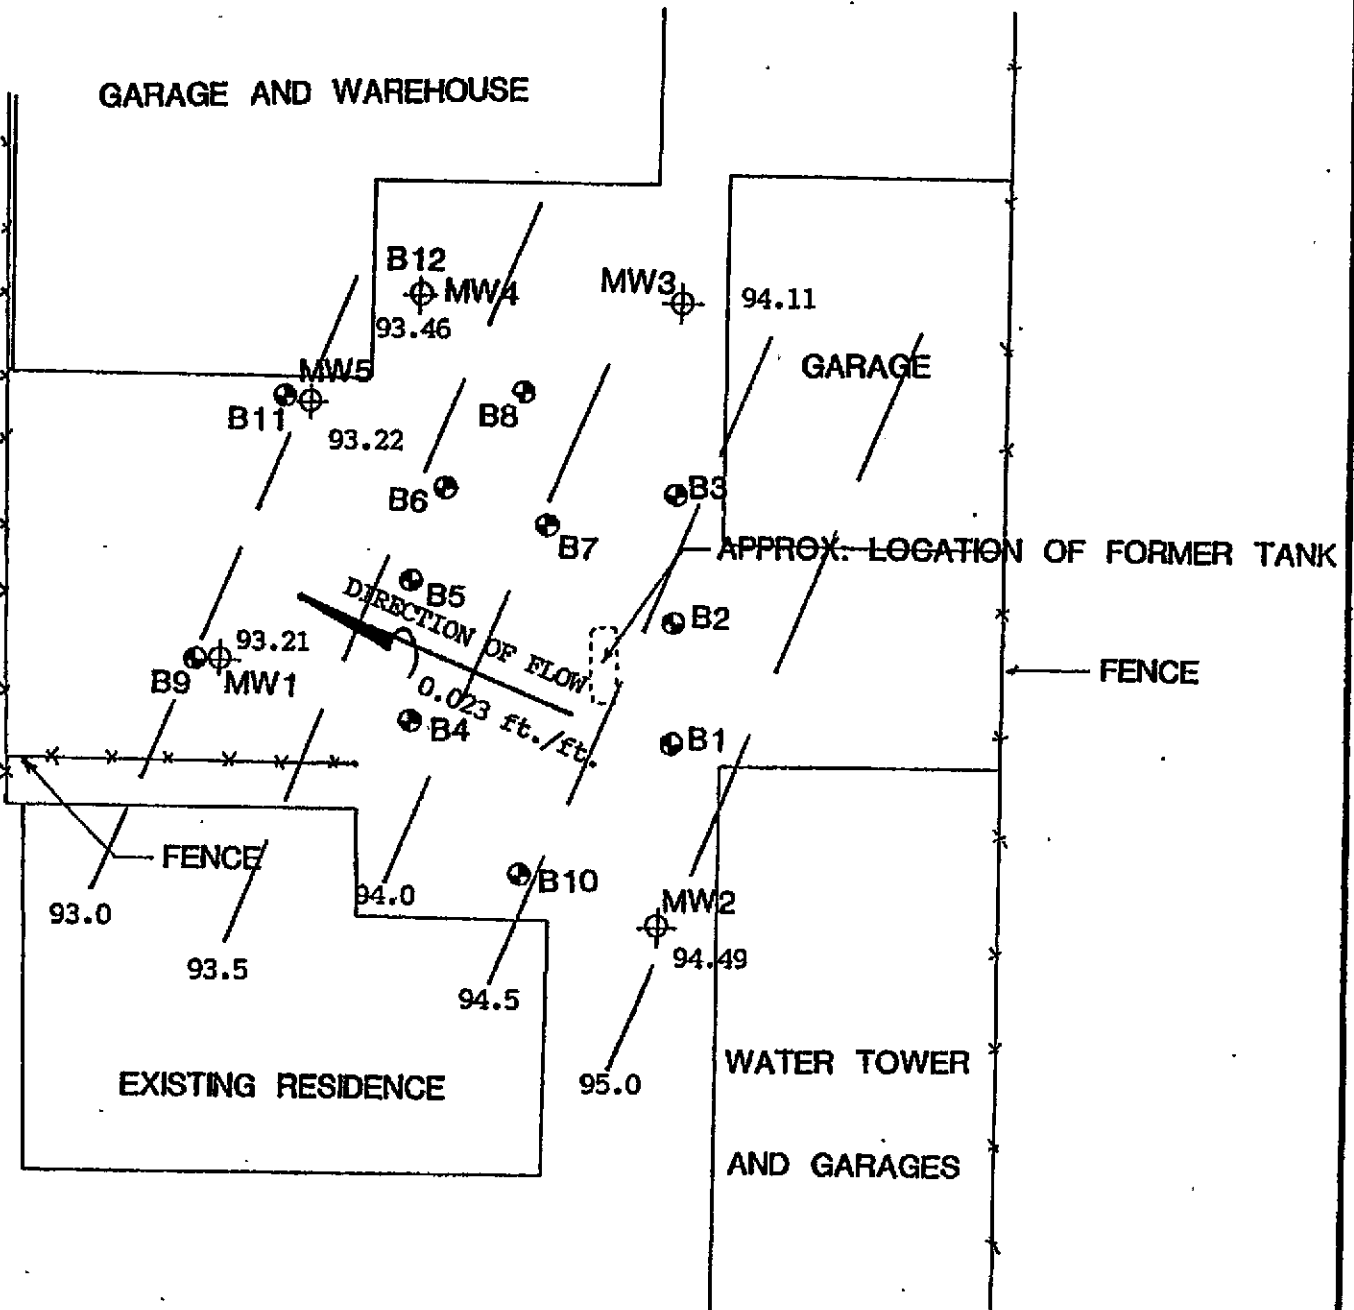 GARAGE AND WAREHOUSE
B12
MW4
93.46
MW3
94.11
GARAGE
MW5
B11
93.22
B8
B6
B3
B7
APPROX. LOCATION OF FORMER TANK
B5
DIRECTION OF FLOW
0.023 ft./ft.
B2
93.21
B9
MW1
FENCE
B4
B1
FENCE
93.0
94.0
B10
MW2
94.49
93.5
94.5
95.0
EXISTING RESIDENCE
WATER TOWER
AND GARAGES